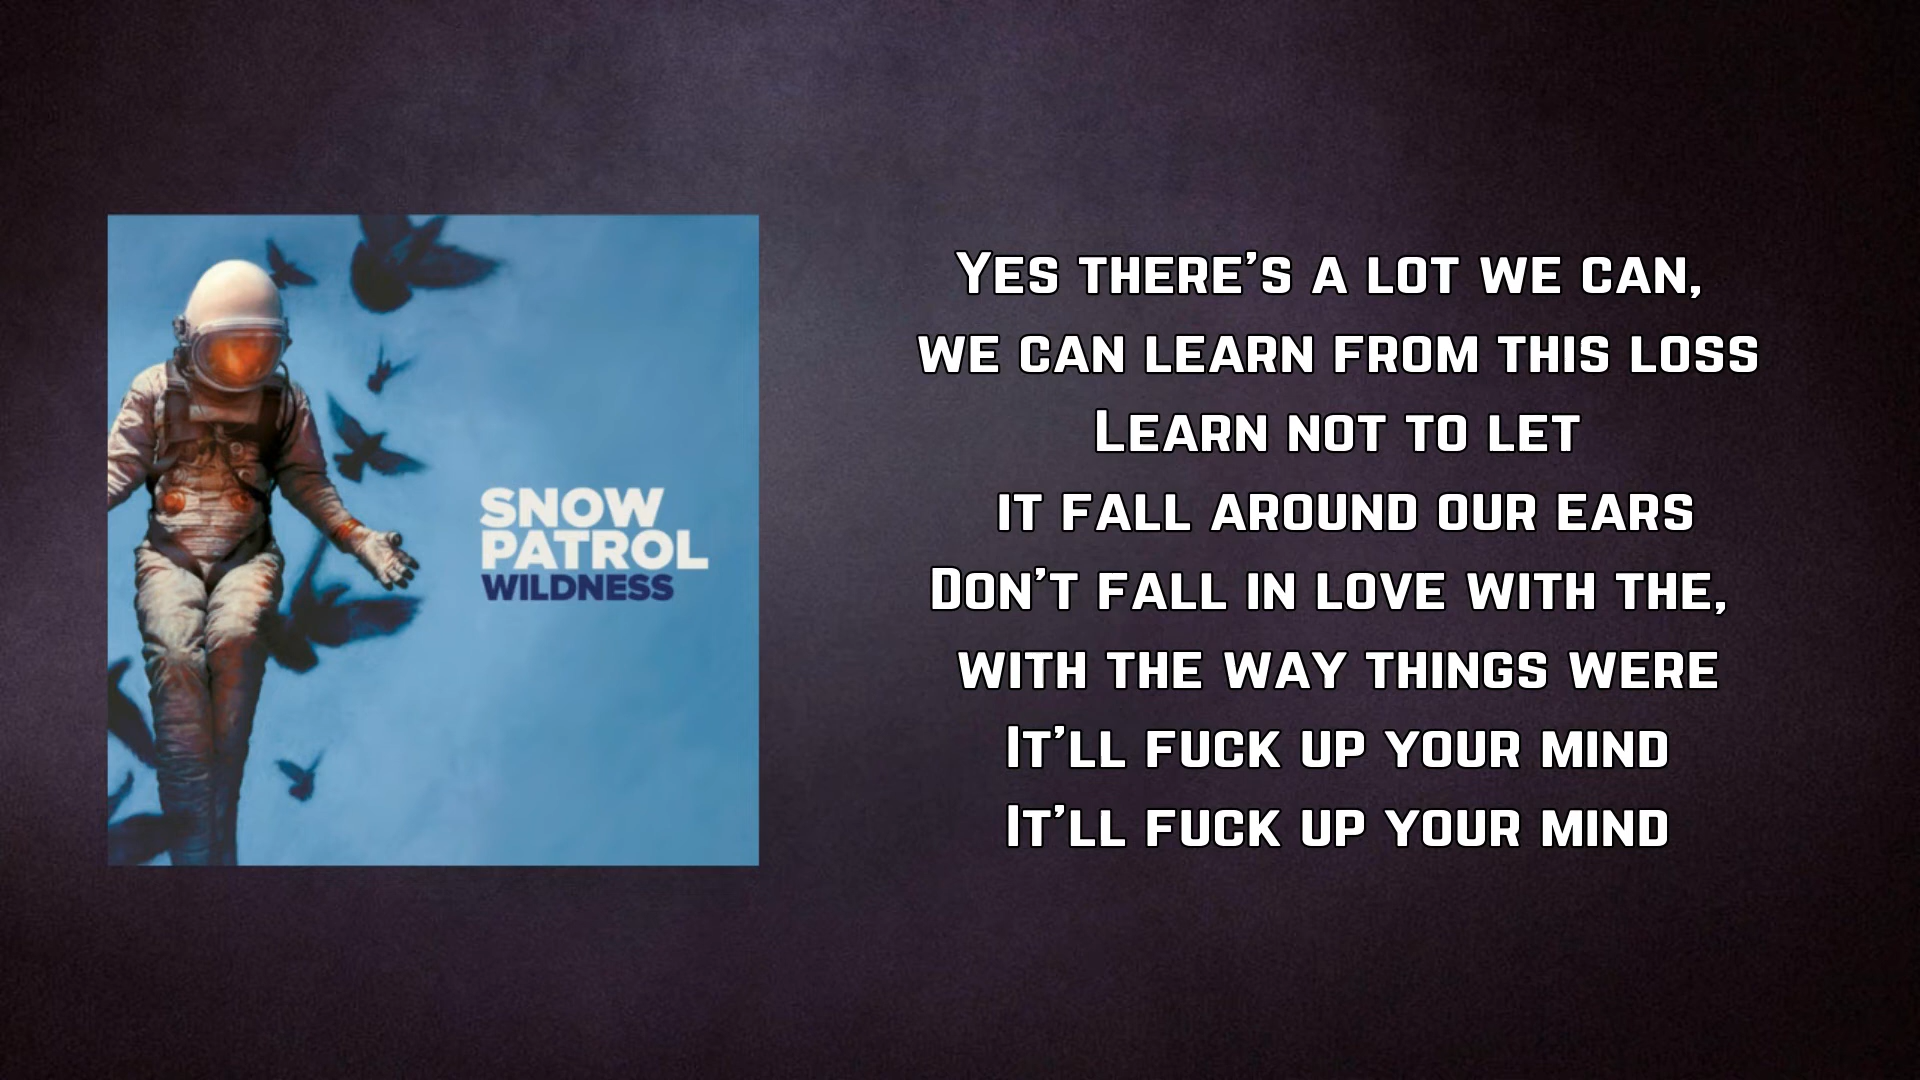 SNOW
PATROL
WILDNESS
Yes there's a lot we can,
we can learn from this loss
Learn not to let
it fall around our ears
Don't fall in love with the,
with the way things were
It'll fuck up your mind
It'll fuck up your mind